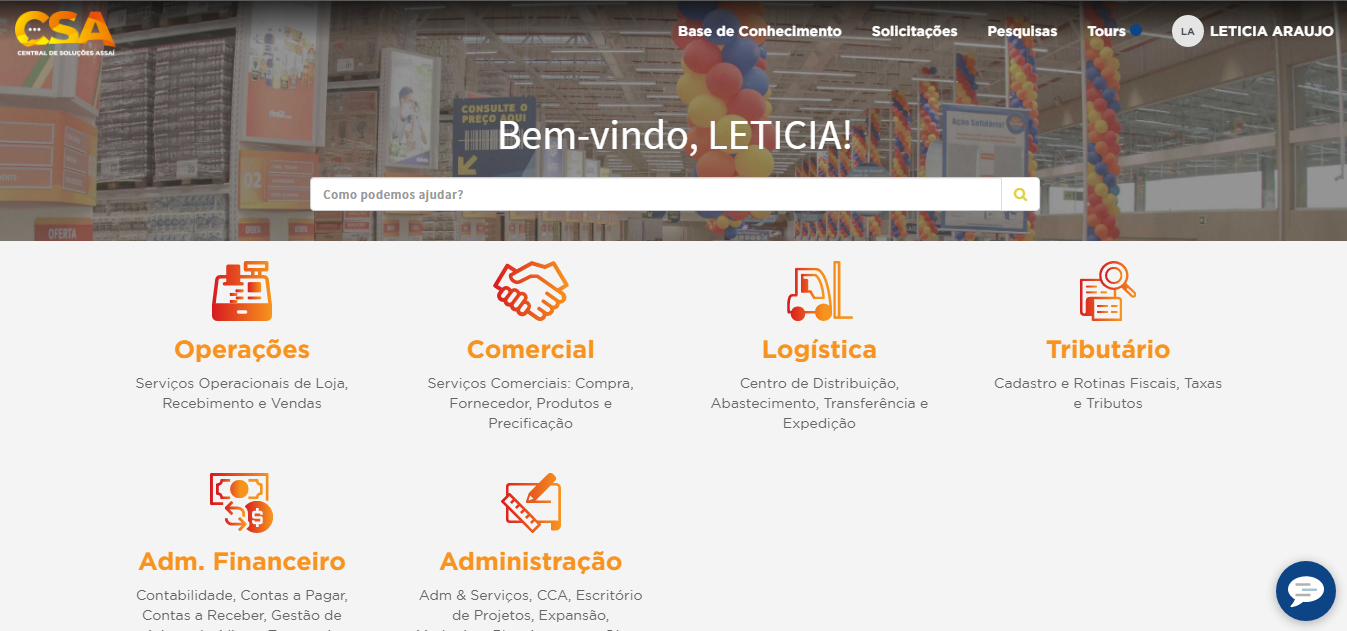 CSA
CENTRAL DE SOLUÇÕES ASSAÍ
Base de Conhecimento Solicitações Pesquisas Tours LA LETICIA ARAUJO
CONSULTE O
PREÇO AQUI
Ação Solidária!
Bem-vindo, LETICIA!
Como podemos ajudar?
02
OFERTA
Operações
Serviços Operacionais de Loja,
Recebimento e Vendas
Comercial
Serviços Comerciais: Compra,
Fornecedor, Produtos e
Precificação
Logística
Centro de Distribuição,
Abastecimento, Transferência e
Expedição
Tributário
Cadastro e Rotinas Fiscais, Taxas
e Tributos
Adm. Financeiro
Contabilidade, Contas a Pagar,
Contas a Receber, Gestão de
Administração
Adm & Serviços, CCA, Escritório
de Projetos, Expansão,